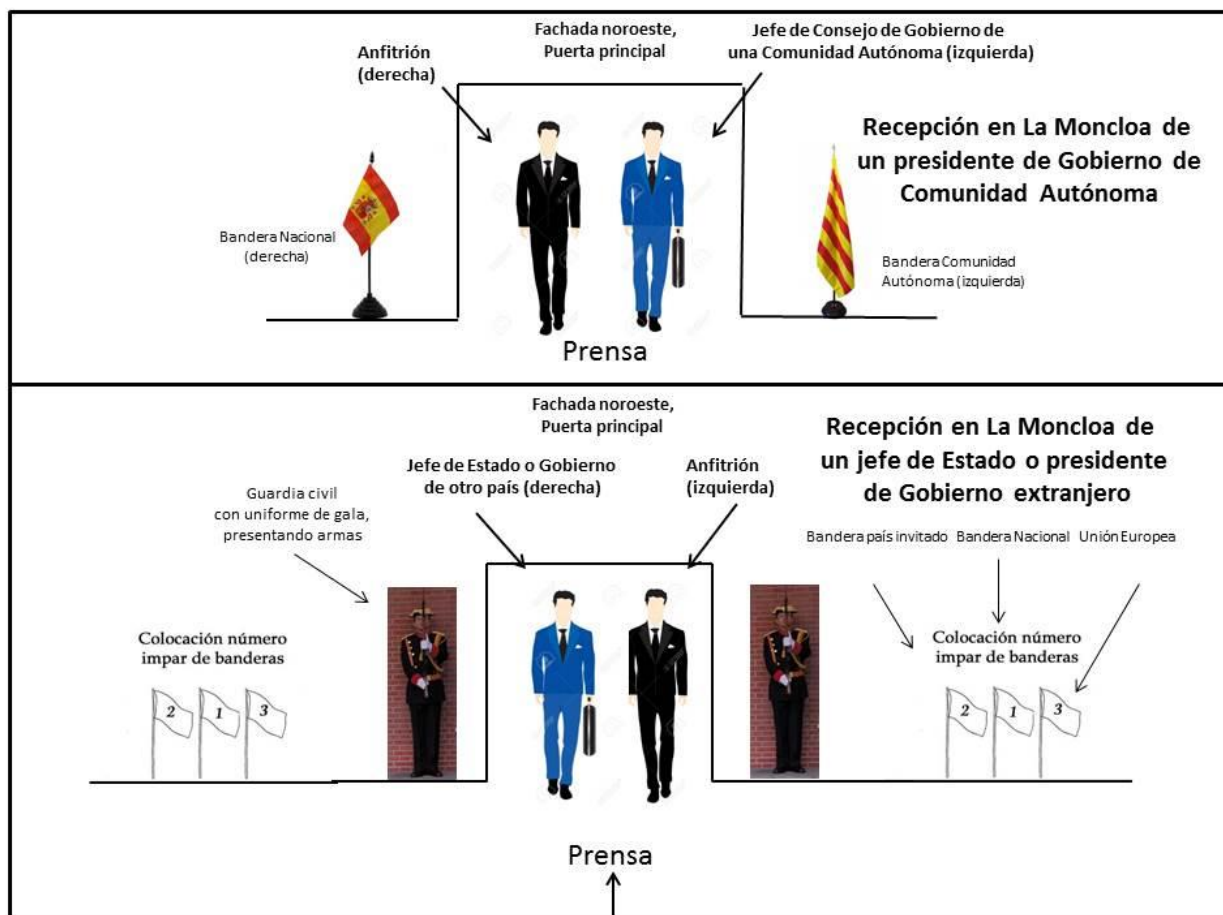 Fachada noroeste,
Puerta principal
Jefe de Consejo de Gobierno de
una Comunidad Autónoma (izquierda)
Anfitrión
(derecha)
Recepción en La Moncloa de
un presidente de Gobierno de
Comunidad Autónoma
Bandera Nacional
(derecha)
Bandera Comunidad
Autónoma (izquierda)
Prensa
Fachada noroeste,
Puerta principal
Recepción en La Moncloa de
un jefe de Estado o presidente
de Gobierno extranjero
Jefe de Estado o Gobierno
de otro país (derecha)
Anfitrión
(izquierda)
Guardia civil
con uniforme de gala,
presentando armas
Bandera país invitado Bandera Nacional Unión Europea
Colocación número
impar de banderas
2 1 3
Colocación número
impar de banderas
2 1 3
Prensa